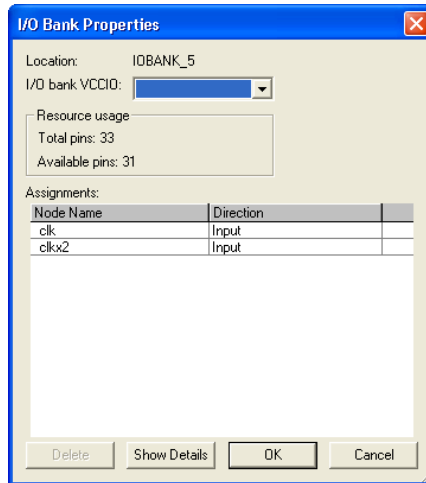 I/O Bank Properties
Location: IOBANK_5
I/O bank VCCIO:
Resource usage
Total pins: 33
Available pins: 31
Assignments:
Node Name Direction
clk Input
clkx2 Input
Delete Show Details OK Cancel